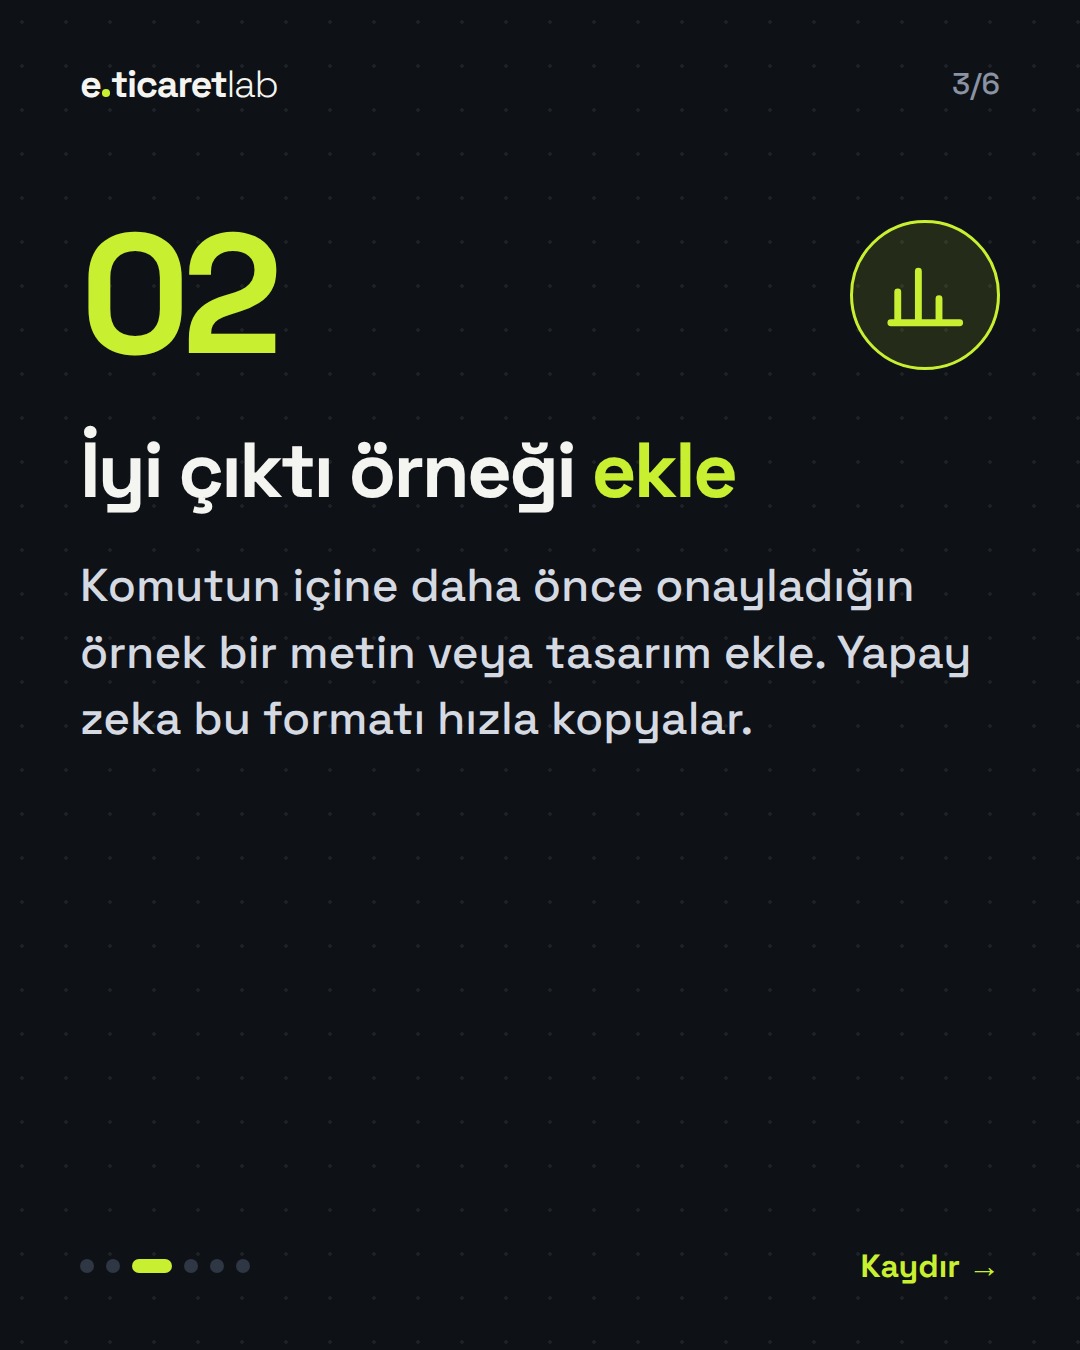 e.ticaretlab
3/6
02
İyi çıktı örneği ekle
Komutun içine daha önce onayladığın
örnek bir metin veya tasarım ekle. Yapay
zeka bu formatı hızla kopyalar.
Kaydır →